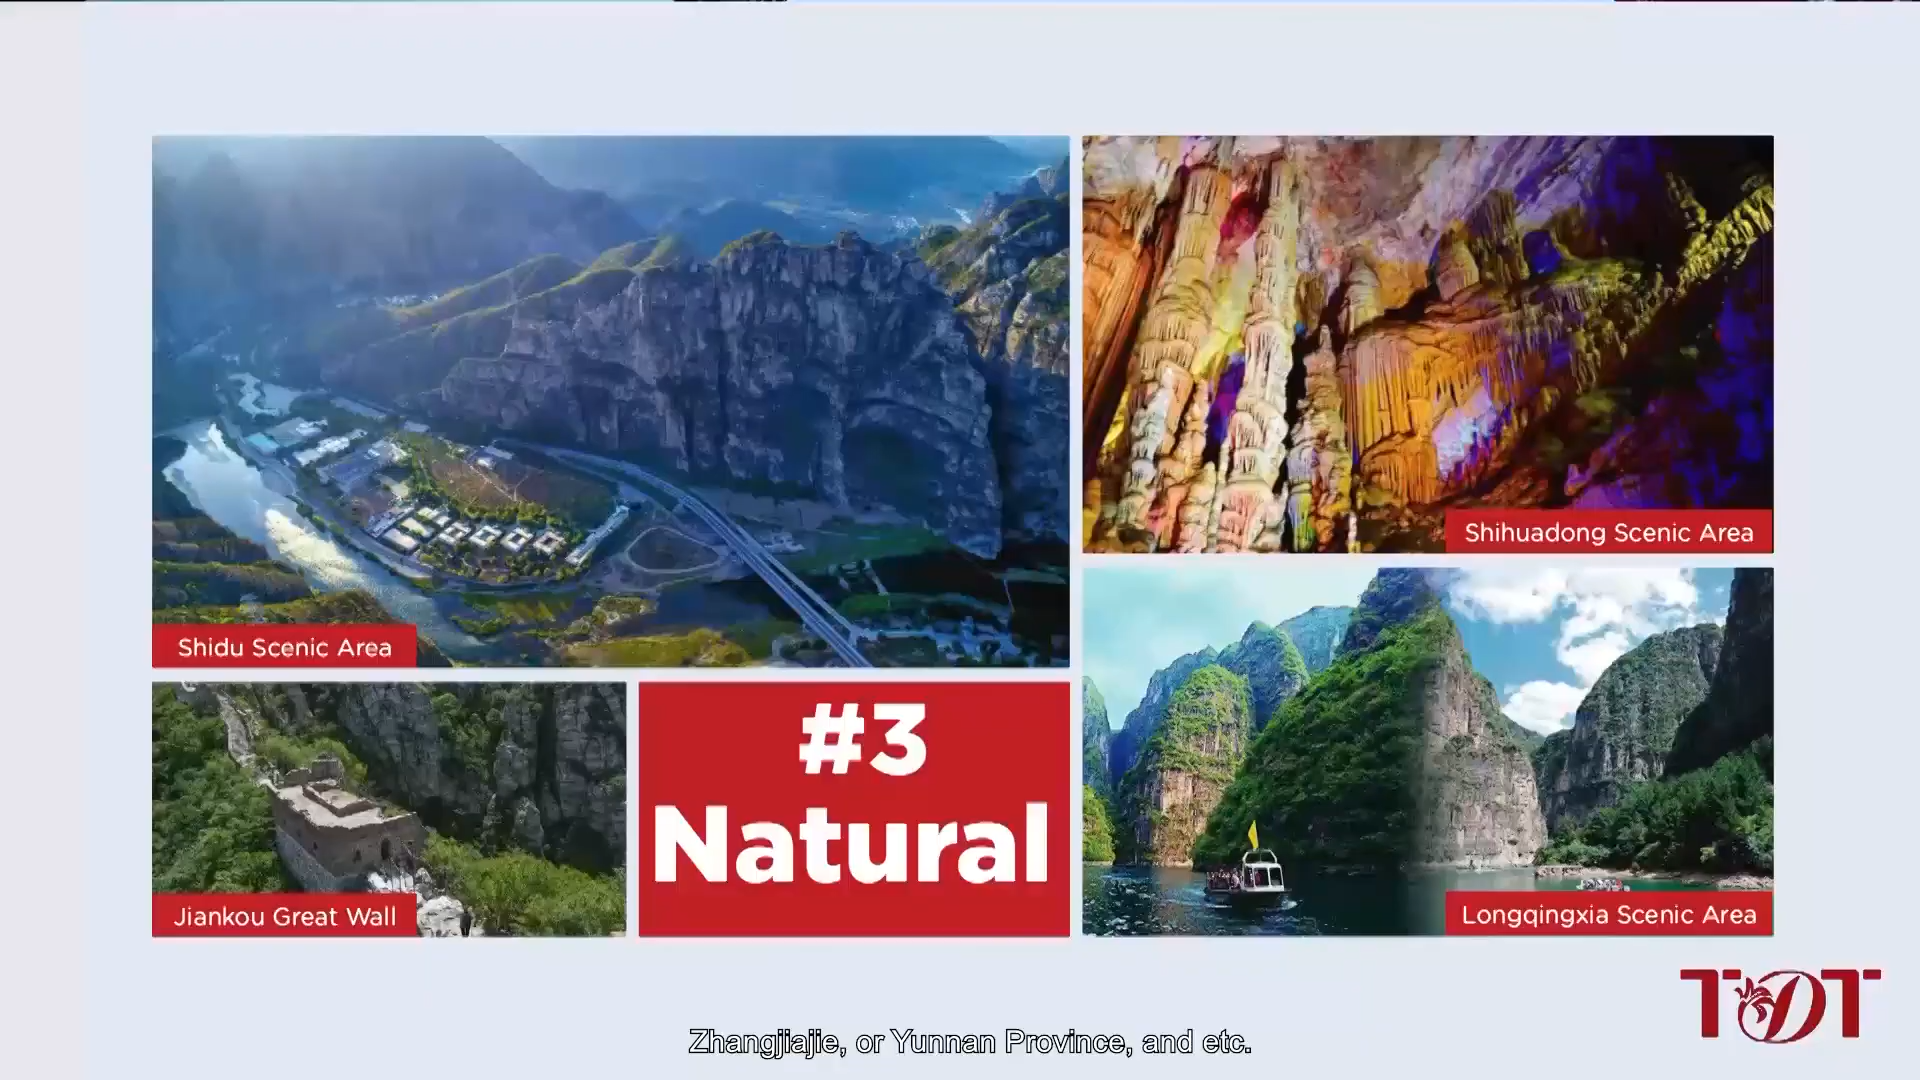 Shihuadong Scenic Area
Shidu Scenic Area
#3
Natural
Jiankou Great Wall
Longqingxia Scenic Area
TDT
Zhangjiajie, or Yunnan Province, and etc.